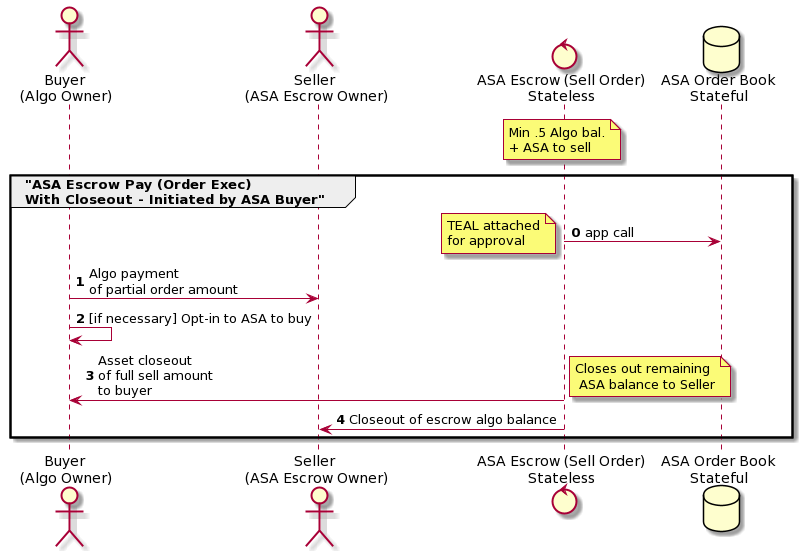 Buyer
(Algo Owner)
Seller
(ASA Escrow Owner)
ASA Escrow (Sell Order)
Stateless
ASA Order Book
Stateful
Min .5 Algo bal.
+ ASA to sell
"ASA Escrow Pay (Order Exec)
With Closeout - Initiated by ASA Buyer"
TEAL attached
for approval
0 app call
1 Algo payment
of partial order amount
2 [if necessary] Opt-in to ASA to buy
Asset closeout
3 of full sell amount
to buyer
Closes out remaining
ASA balance to Seller
4 Closeout of escrow algo balance
Buyer
(Algo Owner)
Seller
(ASA Escrow Owner)
ASA Escrow (Sell Order)
Stateless
ASA Order Book
Stateful